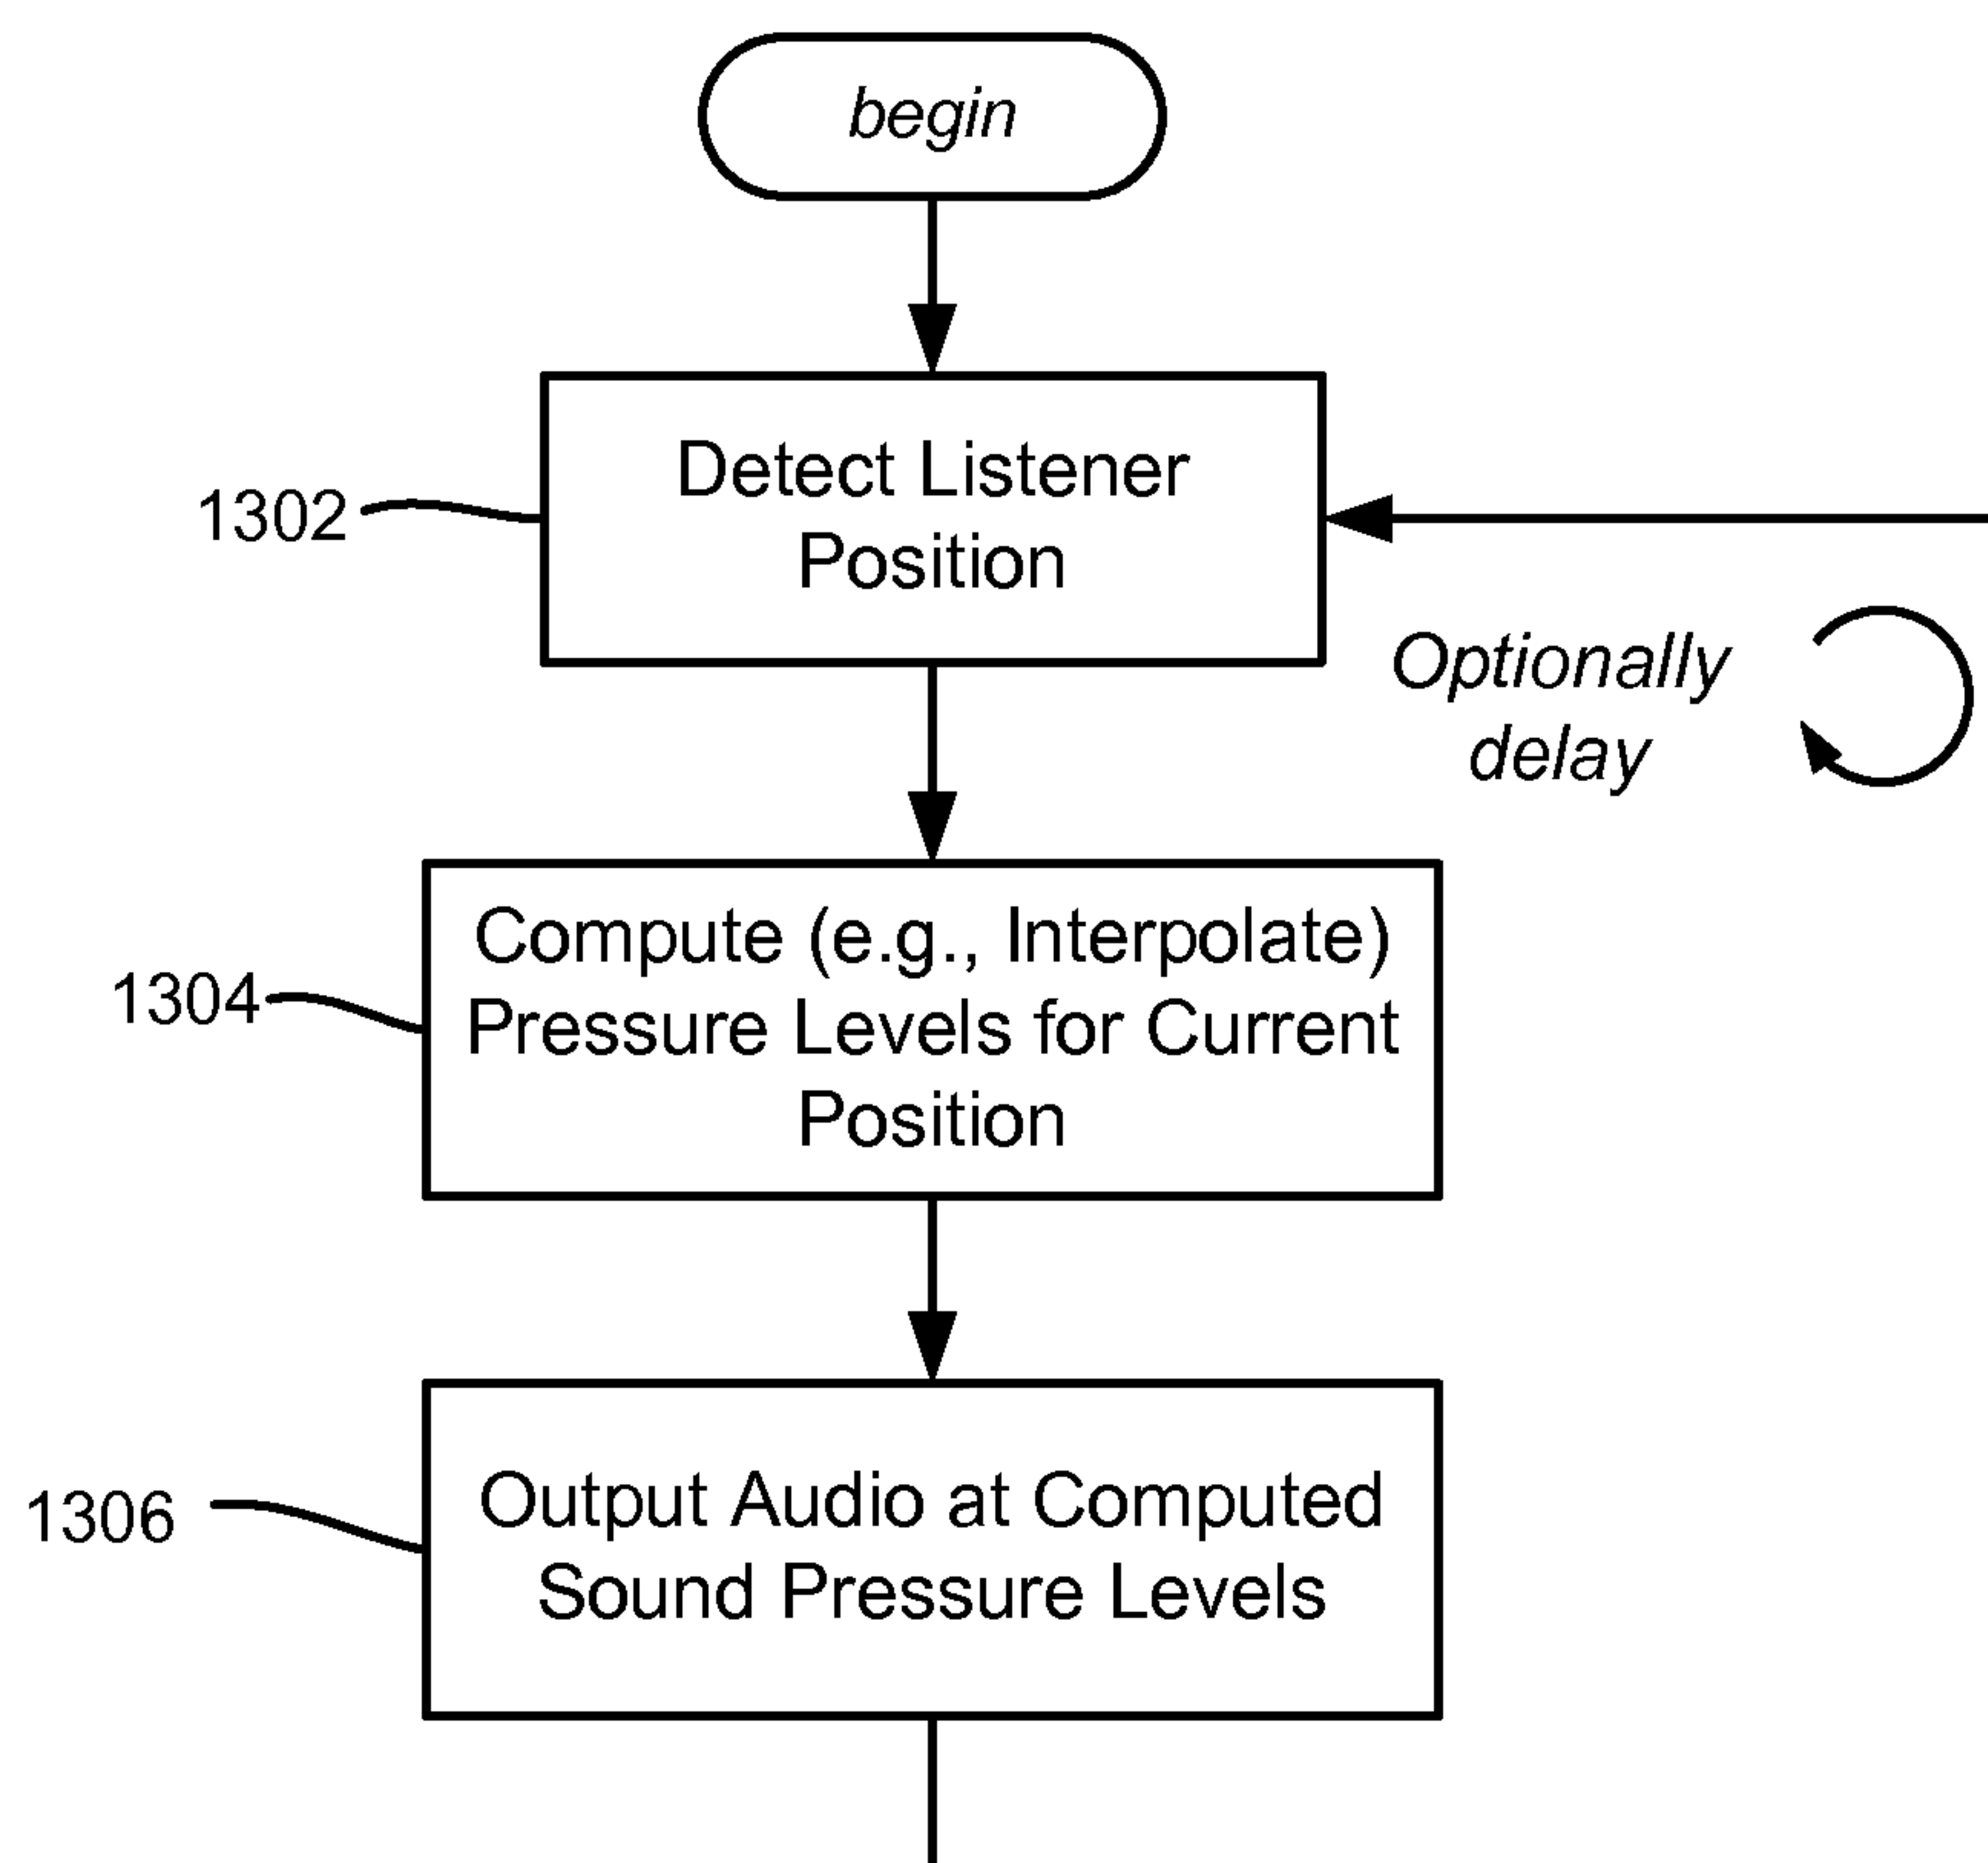 begin
Detect Listener
Position
1302
Optionally
delay
Compute (e.g., Interpolate)
Pressure Levels for Current
Position
1304
Output Audio at Computed
Sound Pressure Levels
1306